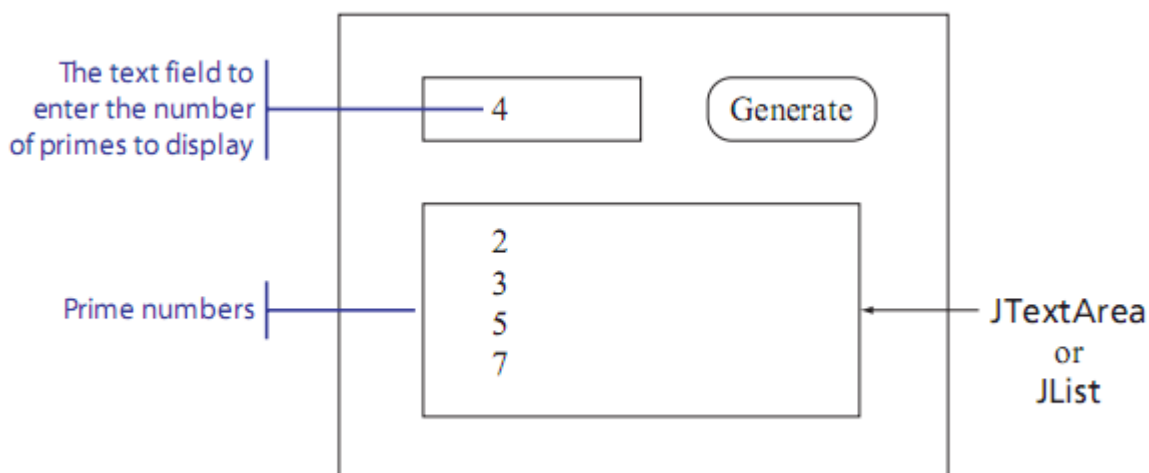 The text field to
enter the number
of primes to display
4
Generate
2
3
5
7
Prime numbers
JTextArea
or
JList